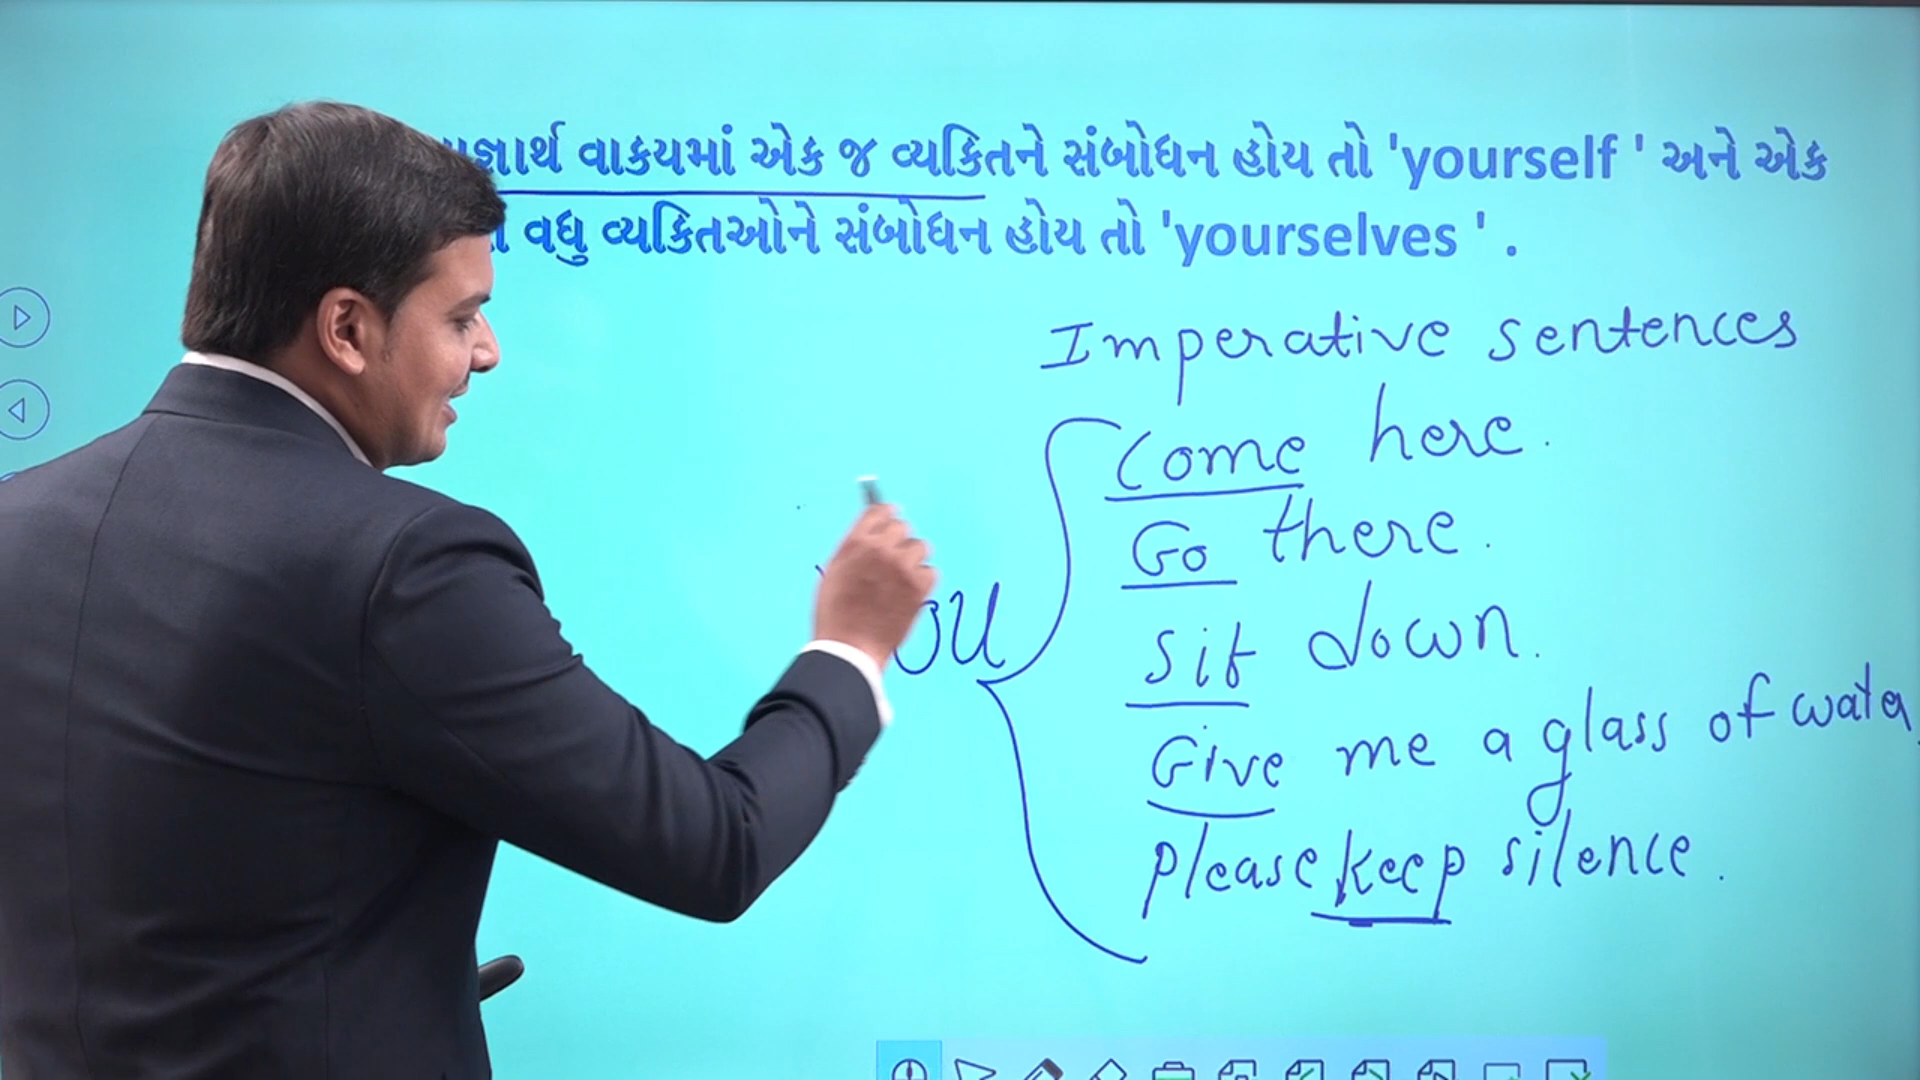 વાકયમાં એક જ વ્યકિતને સંબોધન હોય તો 'yourself ' અને એક
વધુ વ્યકિતઓને સંબોધન હોય તો 'yourselves ' .
Imperative sentences
Come here.
Go there.
Sit down.
Give me a glass of water.
please keep silence.